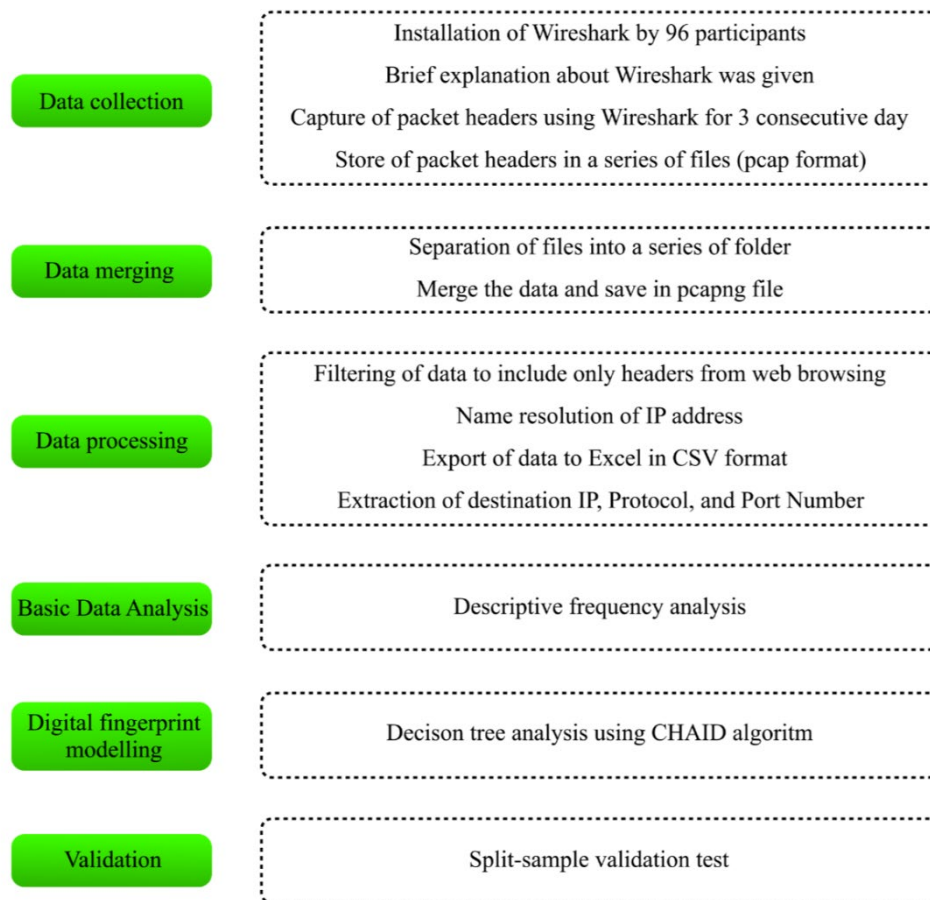 Data collection
Installation of Wireshark by 96 participants
Brief explanation about Wireshark was given
Capture of packet headers using Wireshark for 3 consecutive day
Store of packet headers in a series of files (pcap format)
Data merging
Separation of files into a series of folder
Merge the data and save in pcapng file
Data processing
Filtering of data to include only headers from web browsing
Name resolution of IP address
Export of data to Excel in CSV format
Extraction of destination IP, Protocol, and Port Number
Basic Data Analysis
Descriptive frequency analysis
Digital fingerprint
modelling
Decison tree analysis using CHAID algoritm
Validation
Split-sample validation test